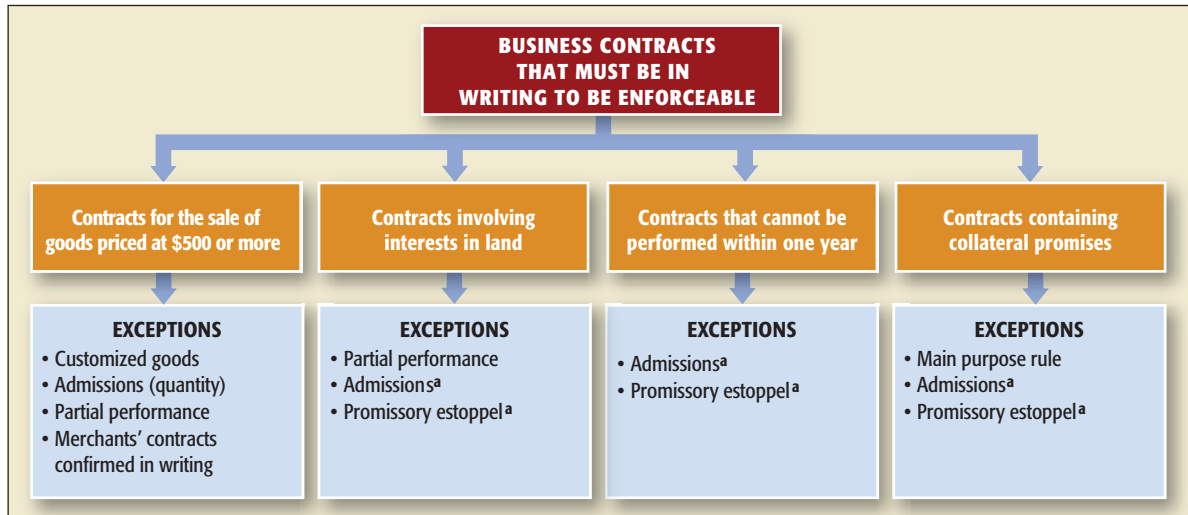 BUSINESS CONTRACTS
THAT MUST BE IN
WRITING TO BE ENFORCEABLE
Contracts for the sale of
goods priced at $500 or more
Contracts involving
interests in land
Contracts that cannot be
performed within one year
Contracts containing
collateral promises
EXCEPTIONS
• Customized goods
• Admissions (quantity)
• Partial performance
• Merchants' contracts
confirmed in writing
EXCEPTIONS
• Partial performance
• Admissionsa
• Promissory estoppela
EXCEPTIONS
• Admissionsa
• Promissory estoppela
EXCEPTIONS
• Main purpose rule
• Admissionsa
• Promissory estoppela